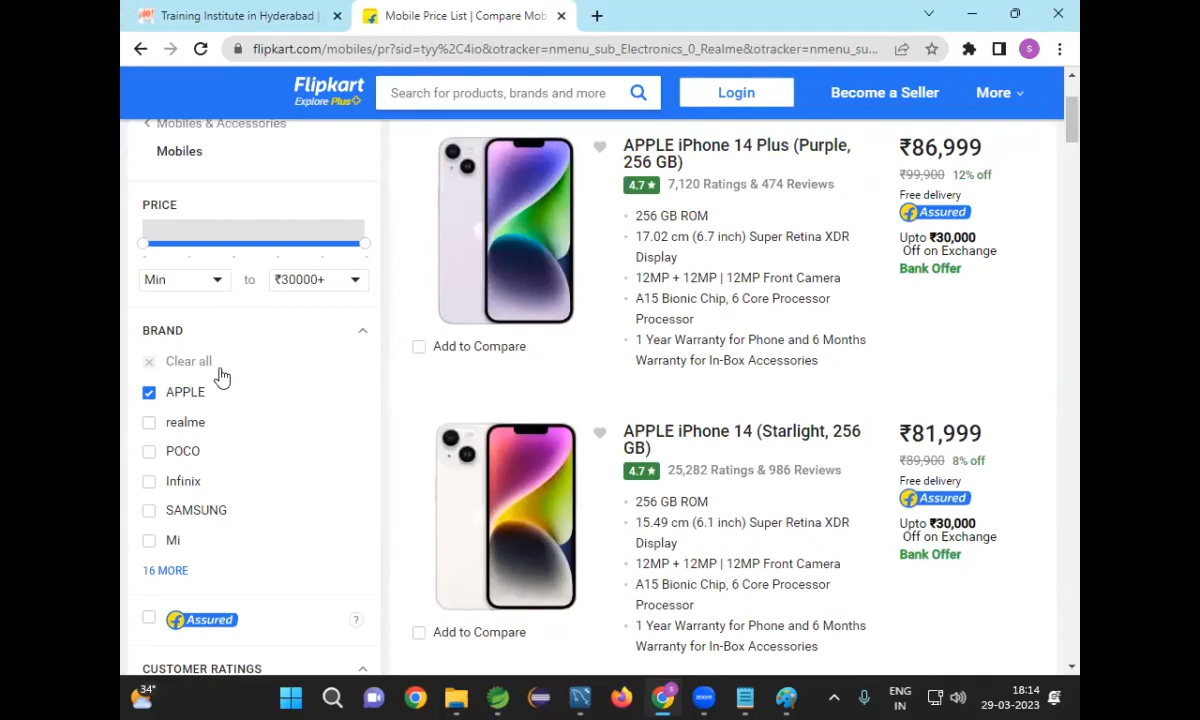 Training Institute in Hyderabad |
Mobile Price List | Compare Mob
flipkart.com/mobiles/pr?sid=tyy%2C4io&otracker=nmenu_sub_Electronics_0_Realme&otracker=nmenu_su...
S
Flipkart
Explore Plus
Search for products, brands and more
Login
Become a Seller
More
Mobiles & Accessories
Mobiles
PRICE
Min
to
₹30000+
BRAND
Clear all
APPLE
realme
POCO
Infinix
SAMSUNG
Mi
16 MORE
Assured
?
CUSTOMER RATINGS
APPLE iPhone 14 Plus (Purple,
256 GB)
4.7★ 7,120 Ratings & 474 Reviews
256 GB ROM
17.02 cm (6.7 inch) Super Retina XDR
Display
12MP + 12MP | 12MP Front Camera
A15 Bionic Chip, 6 Core Processor
Processor
1 Year Warranty for Phone and 6 Months
Warranty for In-Box Accessories
Add to Compare
₹86,999
₹99,900 12% off
Free delivery
Assured
Upto ₹30,000
Off on Exchange
Bank Offer
APPLE iPhone 14 (Starlight, 256
GB)
4.7★ 25,282 Ratings & 986 Reviews
256 GB ROM
15.49 cm (6.1 inch) Super Retina XDR
Display
12MP + 12MP | 12MP Front Camera
A15 Bionic Chip, 6 Core Processor
Processor
1 Year Warranty for Phone and 6 Months
Warranty for In-Box Accessories
Add to Compare
₹81,999
₹89,900 8% off
Free delivery
Assured
Upto ₹30,000
Off on Exchange
Bank Offer
34°
zoom
ENG
IN
18:14
29-03-2023